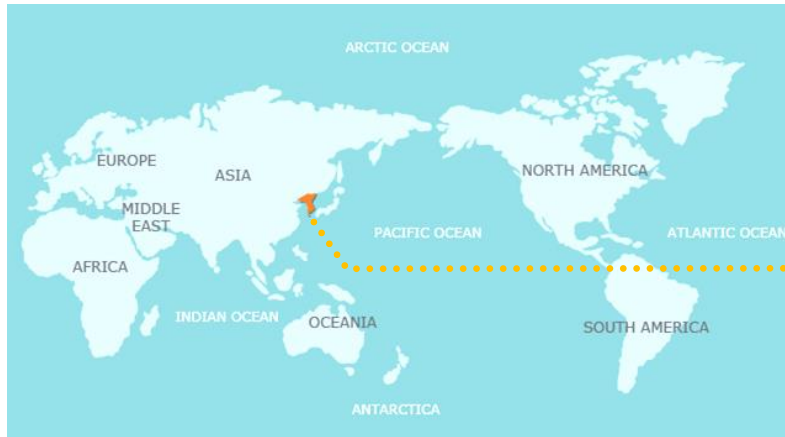 ARCTIC OCEAN
EUROPE
ASIA
NORTH AMERICA
MIDDLE
EAST
PACIFIC OCEAN
ATLANTIC OCEAN
AFRICA
INDIAN OCEAN
OCEANIA
SOUTH AMERICA
ANTARCTICA